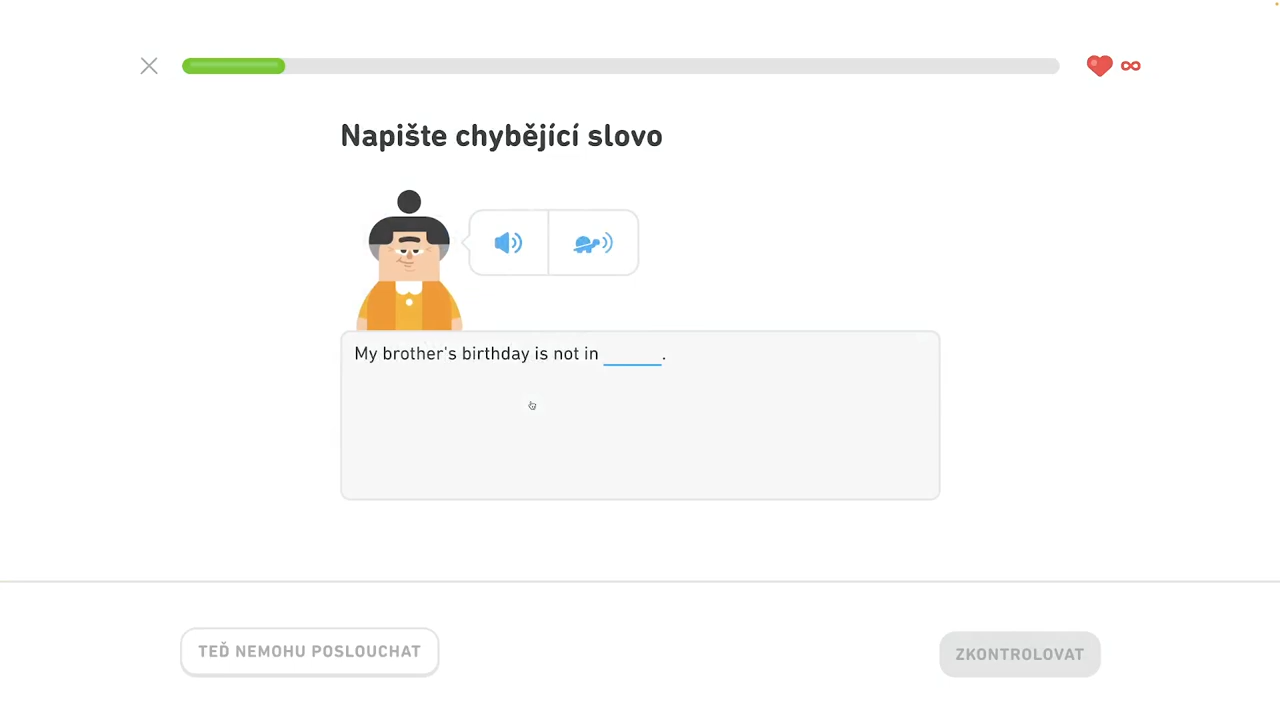 Napište chybějící slovo
My brother's birthday is not in ______.
TEĎ NEMOHU POSLOUCHAT
ZKONTROLOVAT